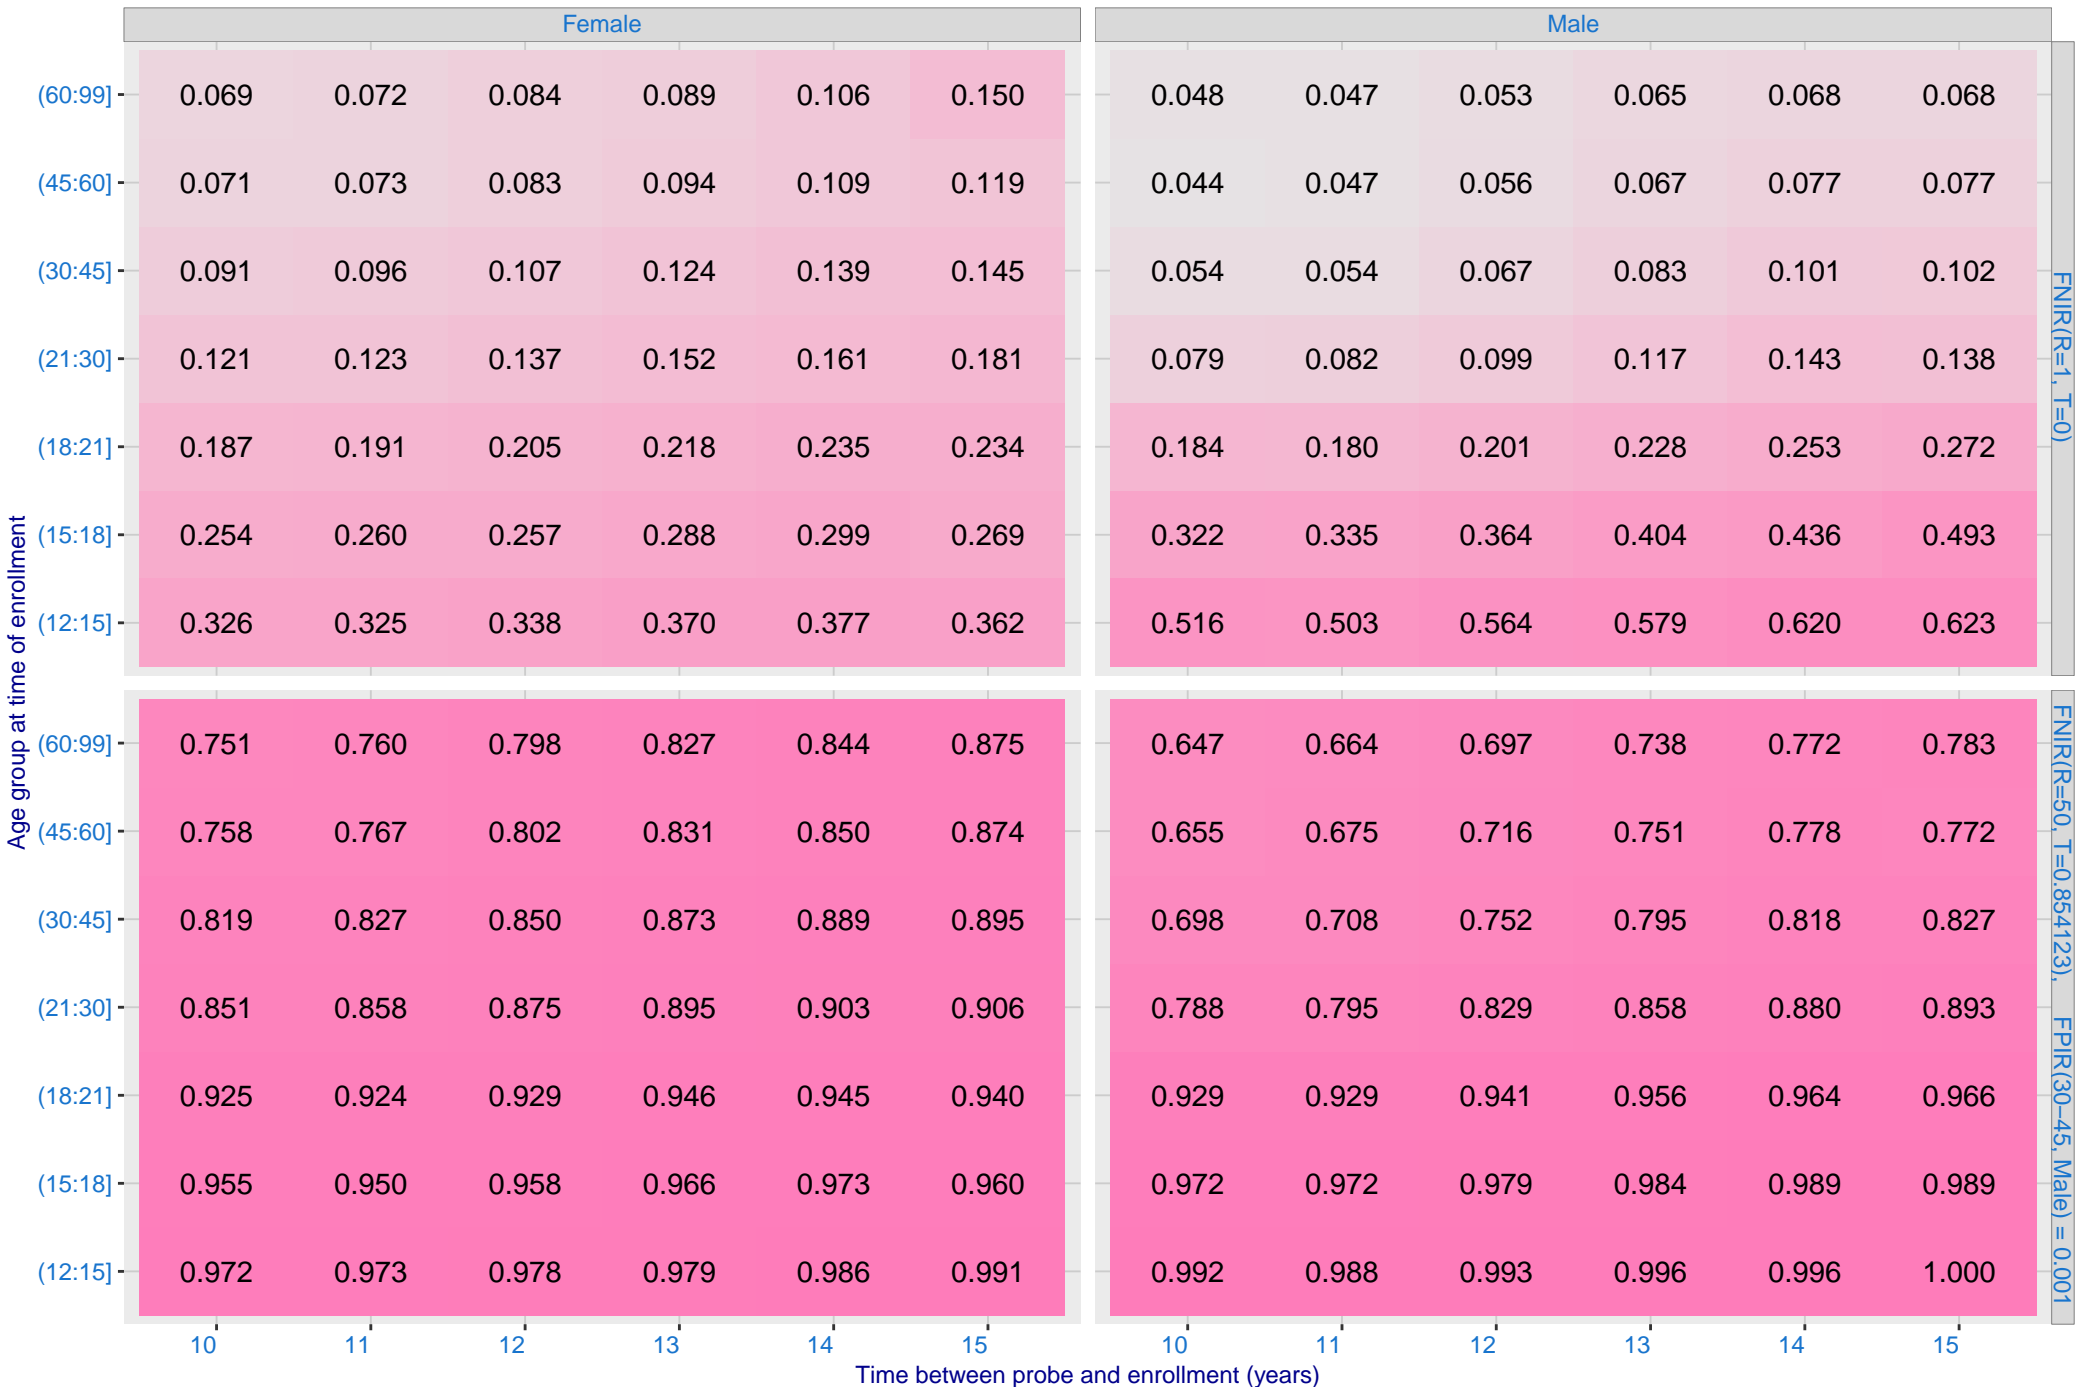 Female Male
(60:99] 0.069 0.072 0.084 0.089 0.106 0.150 0.048 0.047 0.053 0.065 0.068 0.068
(45:60] 0.071 0.073 0.083 0.094 0.109 0.119 0.044 0.047 0.056 0.067 0.077 0.077
(30:45] 0.091 0.096 0.107 0.124 0.139 0.145 0.054 0.054 0.067 0.083 0.101 0.102
(21:30] 0.121 0.123 0.137 0.152 0.161 0.181 0.079 0.082 0.099 0.117 0.143 0.138
(18:21] 0.187 0.191 0.205 0.218 0.235 0.234 0.184 0.180 0.201 0.228 0.253 0.272
(15:18] 0.254 0.260 0.257 0.288 0.299 0.269 0.322 0.335 0.364 0.404 0.436 0.493
(12:15] 0.326 0.325 0.338 0.370 0.377 0.362 0.516 0.503 0.564 0.579 0.620 0.623
FNIR(R=1, T=0)
Age group at time of enrollment
(60:99] 0.751 0.760 0.798 0.827 0.844 0.875 0.647 0.664 0.697 0.738 0.772 0.783
(45:60] 0.758 0.767 0.802 0.831 0.850 0.874 0.655 0.675 0.716 0.751 0.778 0.772
(30:45] 0.819 0.827 0.850 0.873 0.889 0.895 0.698 0.708 0.752 0.795 0.818 0.827
(21:30] 0.851 0.858 0.875 0.895 0.903 0.906 0.788 0.795 0.829 0.858 0.880 0.893
(18:21] 0.925 0.924 0.929 0.946 0.945 0.940 0.929 0.929 0.941 0.956 0.964 0.966
(15:18] 0.955 0.950 0.958 0.966 0.973 0.960 0.972 0.972 0.979 0.984 0.989 0.989
(12:15] 0.972 0.973 0.978 0.979 0.986 0.991 0.992 0.988 0.993 0.996 0.996 1.000
FNIR(R=50, T=0.854123), FPIR(30−45, Male) = 0.001
10 11 12 13 14 15 10 11 12 13 14 15
Time between probe and enrollment (years)